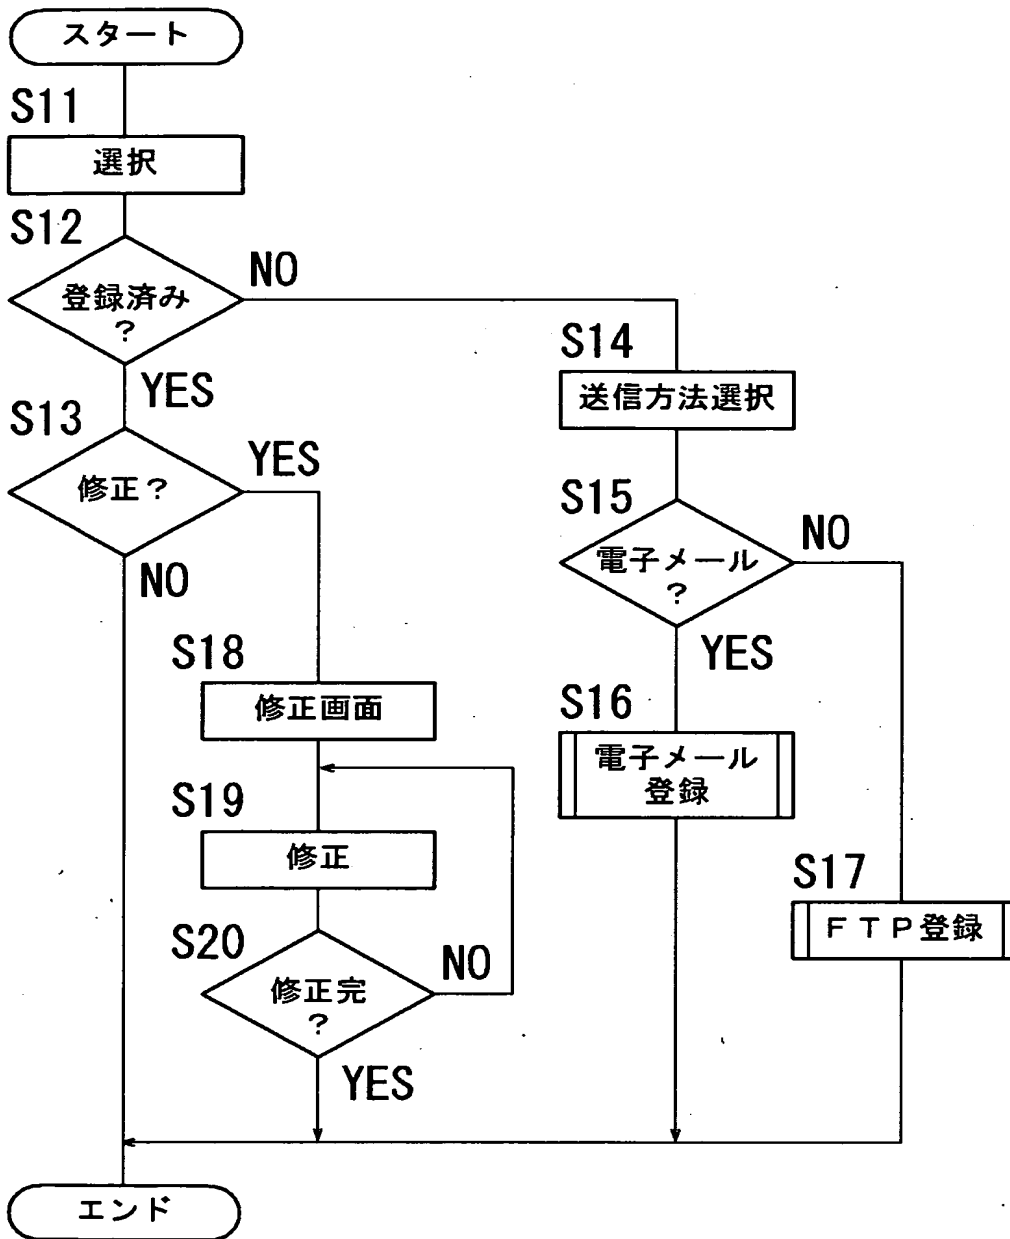 スタート
S11
選択
S12
登録済み
?
NO
YES
S13
修正?
YES
NO
S14
送信方法選択
S15
電子メール
?
NO
YES
S16
電子メール
登録
S17
FTP登録
S18
修正画面
S19
修正
S20
修正完
?
NO
YES
エンド